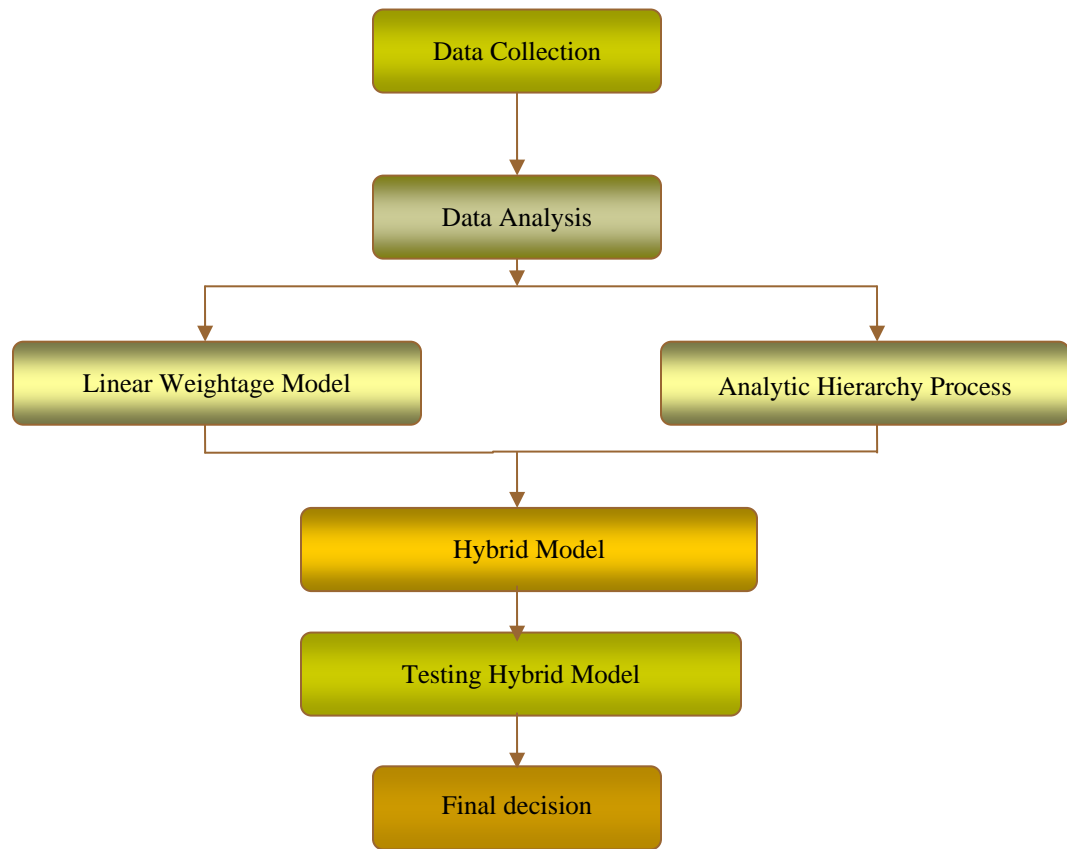 Data Collection
Data Analysis
Linear Weightage Model
Analytic Hierarchy Process
Hybrid Model
Testing Hybrid Model
Final decision